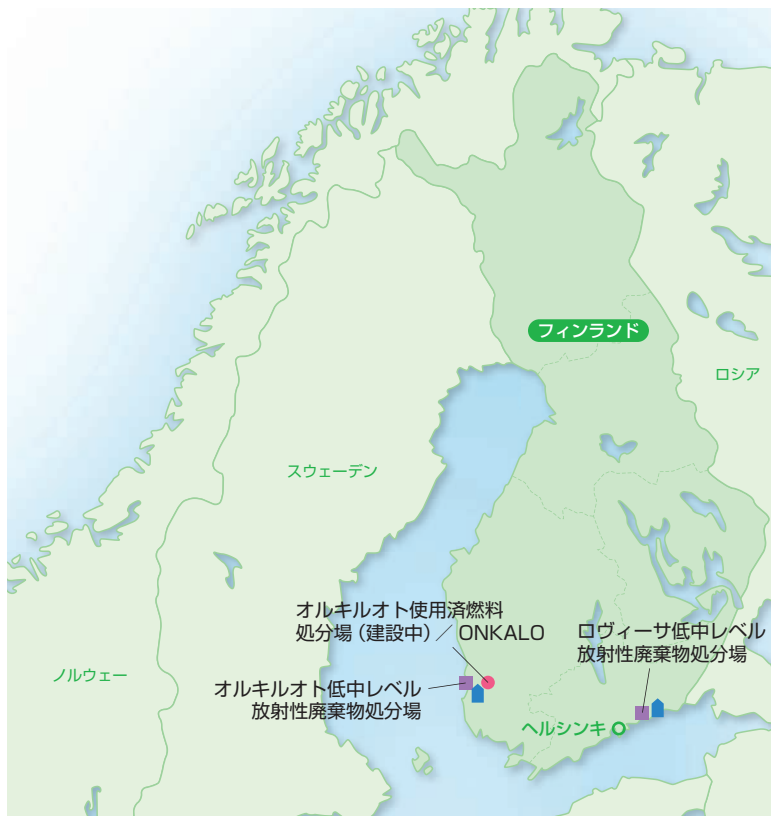 フィンランド
ロシア
スウェーデン
オルキルオト使用済燃料
処分場（建設中）／ ONKALO
ロヴィーサ低中レベル
放射性廃棄物処分場
ノルウェー
オルキルオト低中レベル
放射性廃棄物処分場
ヘルシンキ